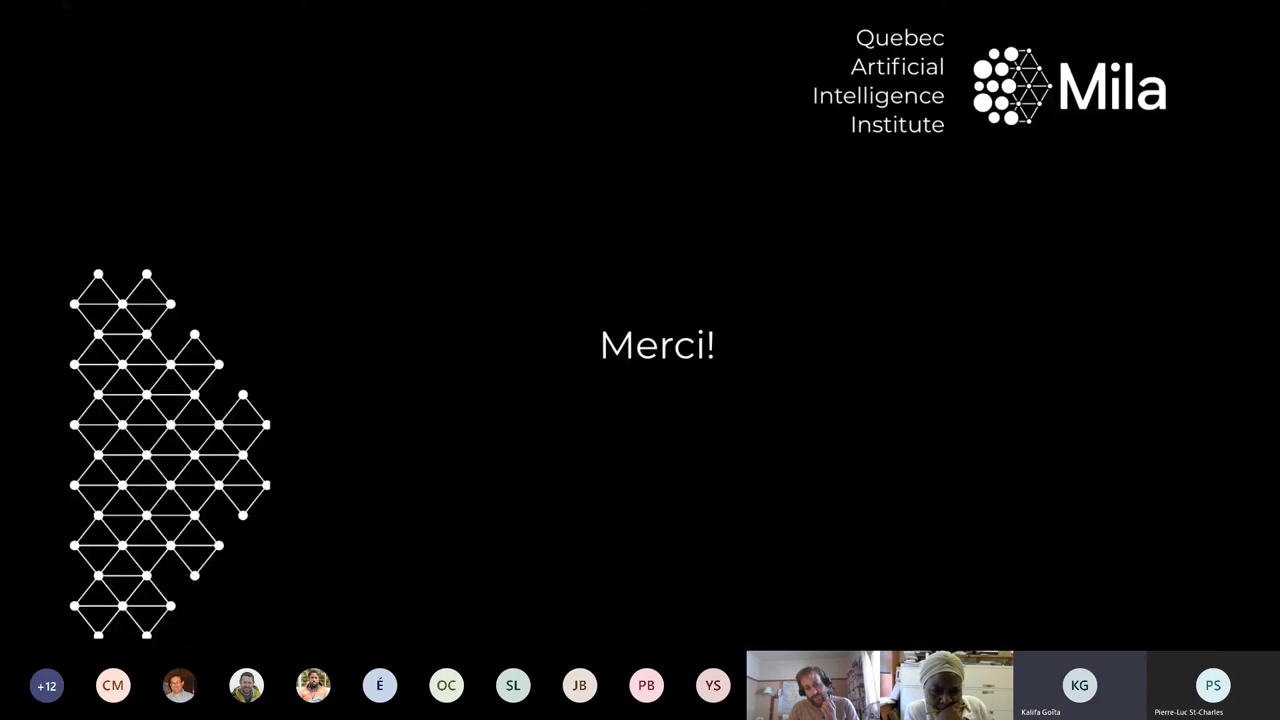 Quebec
Artificial
Intelligence
Institute
Mila
Merci!
+12
CM
É
OC
SL
JB
PB
YS
KG
Kalifa Goïta
PS
Pierre-Luc St-Charles